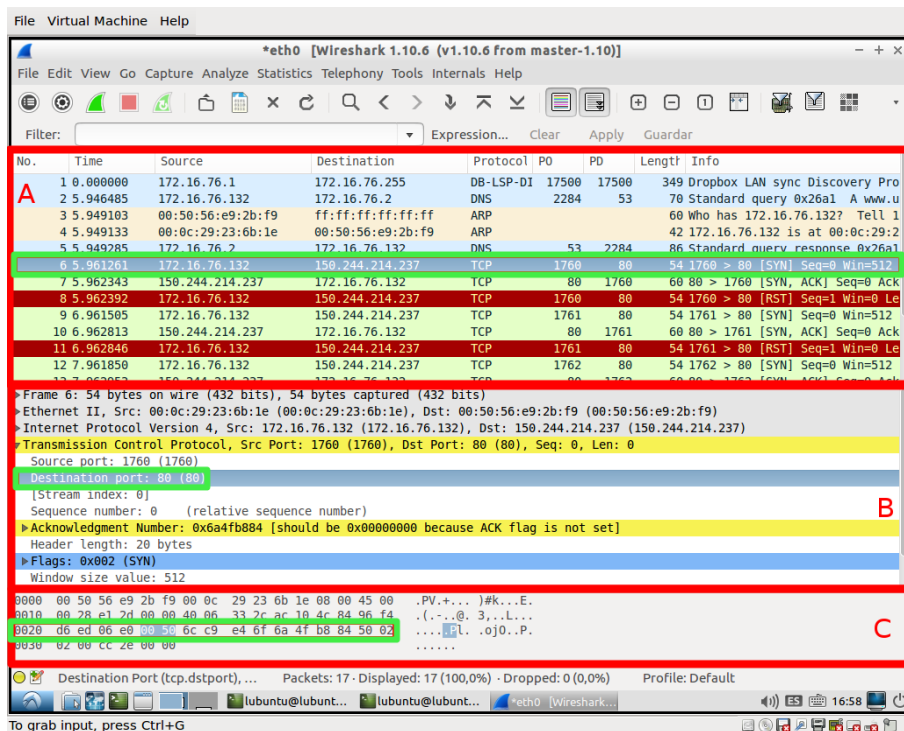 File Virtual Machine Help
*eth0 [Wireshark 1.10.6 (v1.10.6 from master-1.10)]
File Edit View Go Capture Analyze Statistics Telephony Tools Internals Help
Filter: Expression... Clear Apply Guardar
No. Time Source Destination Protocol PO PD Length Info
A
1 0.000000 172.16.76.1 172.16.76.255 DB-LSP-DI 17500 17500 349 Dropbox LAN sync Discovery Pro
2 5.946485 172.16.76.132 172.16.76.2 DNS 2284 53 70 Standard query 0x26a1 A www.u
3 5.949103 00:50:56:e9:2b:f9 ff:ff:ff:ff:ff:ff ARP 60 Who has 172.16.76.132? Tell 1
4 5.949133 00:0c:29:23:6b:1e 00:50:56:e9:2b:f9 ARP 42 172.16.76.132 is at 00:0c:29:2
5 5.949285 172.16.76.2 172.16.76.132 DNS 53 2284 86 Standard query response 0x26a1
6 5.961261 172.16.76.132 150.244.214.237 TCP 1760 80 54 1760 > 80 [SYN] Seq=0 Win=512
7 5.962343 150.244.214.237 172.16.76.132 TCP 80 1760 60 80 > 1760 [SYN, ACK] Seq=0 Ack
8 5.962392 172.16.76.132 150.244.214.237 TCP 1760 80 54 1760 > 80 [RST] Seq=1 Win=0 Le
9 6.961505 172.16.76.132 150.244.214.237 TCP 1761 80 54 1761 > 80 [SYN] Seq=0 Win=512
10 6.962813 150.244.214.237 172.16.76.132 TCP 80 1761 60 80 > 1761 [SYN, ACK] Seq=0 Ack
11 6.962846 172.16.76.132 150.244.214.237 TCP 1761 80 54 1761 > 80 [RST] Seq=1 Win=0 Le
12 7.961850 172.16.76.132 150.244.214.237 TCP 1762 80 54 1762 > 80 [SYN] Seq=0 Win=512
150.244.214.237 172.16.76.132 TCP 80 1762 60 80 > 1762 [SYN, ACK] Seq=0 Ack
Frame 6: 54 bytes on wire (432 bits), 54 bytes captured (432 bits)
Ethernet II, Src: 00:0c:29:23:6b:1e (00:0c:29:23:6b:1e), Dst: 00:50:56:e9:2b:f9 (00:50:56:e9:2b:f9)
Internet Protocol Version 4, Src: 172.16.76.132 (172.16.76.132), Dst: 150.244.214.237 (150.244.214.237)
Transmission Control Protocol, Src Port: 1760 (1760), Dst Port: 80 (80), Seq: 0, Len: 0
Source port: 1760 (1760)
Destination port: 80 (80)
[Stream index: 0]
Sequence number: 0 (relative sequence number)
B
Acknowledgment Number: 0x6a4fb884 [should be 0x00000000 because ACK flag is not set]
Header length: 20 bytes
Flags: 0x002 (SYN)
Window size value: 512
0000 00 50 56 e9 2b f9 00 0c 29 23 6b 1e 08 00 45 00 .PV.+... )#k...E.
0010 00 28 e1 2d 00 00 40 06 33 2c ac 10 4c 84 96 f4 .(.-..@. 3,..L...
0020 d6 ed 06 e0 00 50 6c c9 e4 6f 6a 4f b8 84 50 02 .....Pl. .ojO..P.
C
0030 02 00 cc 2e 00 00 ......
Destination Port (tcp.dstport), ... Packets: 17 · Displayed: 17 (100,0%) · Dropped: 0 (0,0%) Profile: Default
lubuntu@lubunt... lubuntu@lubunt... *eth0 [Wireshark... ES 16:58
To grab input, press Ctrl+G